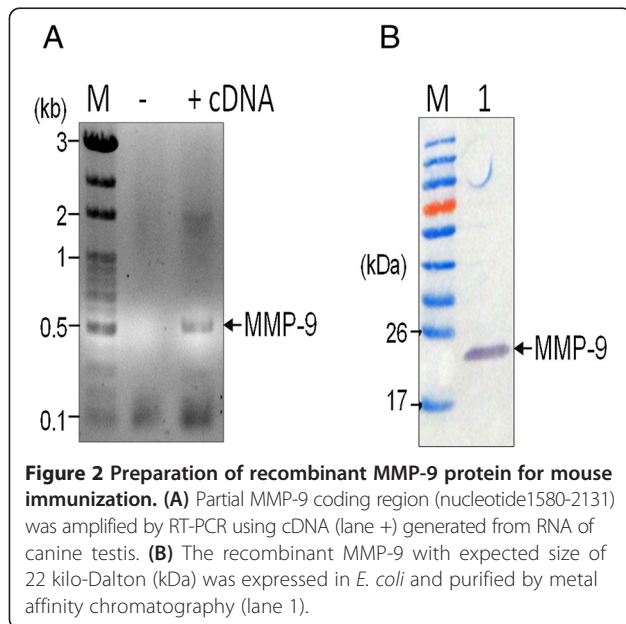 A
B
(kb) M - + cDNA
M 1
3
2
1
0.5
MMP-9
0.1
(kDa)
26
MMP-9
17
Figure 2 Preparation of recombinant MMP-9 protein for mouse
immunization. (A) Partial MMP-9 coding region (nucleotide1580-2131)
was amplified by RT-PCR using cDNA (lane +) generated from RNA of
canine testis. (B) The recombinant MMP-9 with expected size of
22 kilo-Dalton (kDa) was expressed in E. coli and purified by metal
affinity chromatography (lane 1).